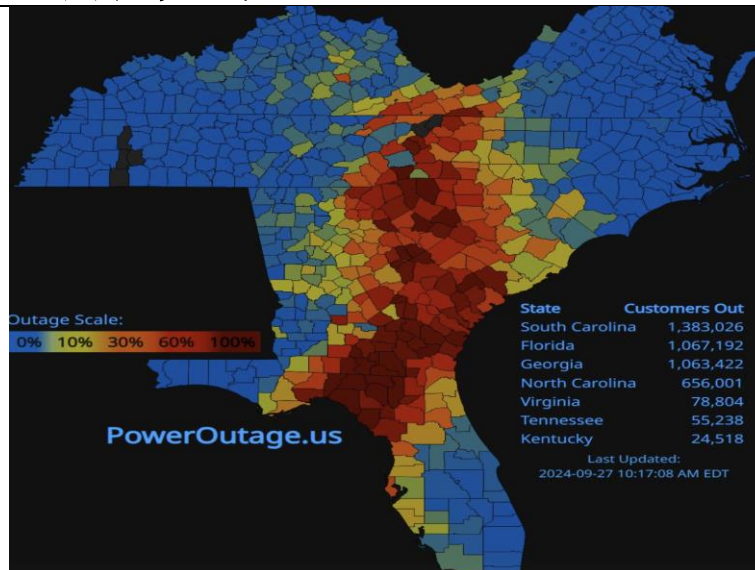 Outage Scale:
0% 10% 30% 60% 100%
PowerOutage.us
State Customers Out
South Carolina 1,383,026
Florida 1,067,192
Georgia 1,063,422
North Carolina 656,001
Virginia 78,804
Tennessee 55,238
Kentucky 24,518
Last Updated:
2024-09-27 10:17:08 AM EDT